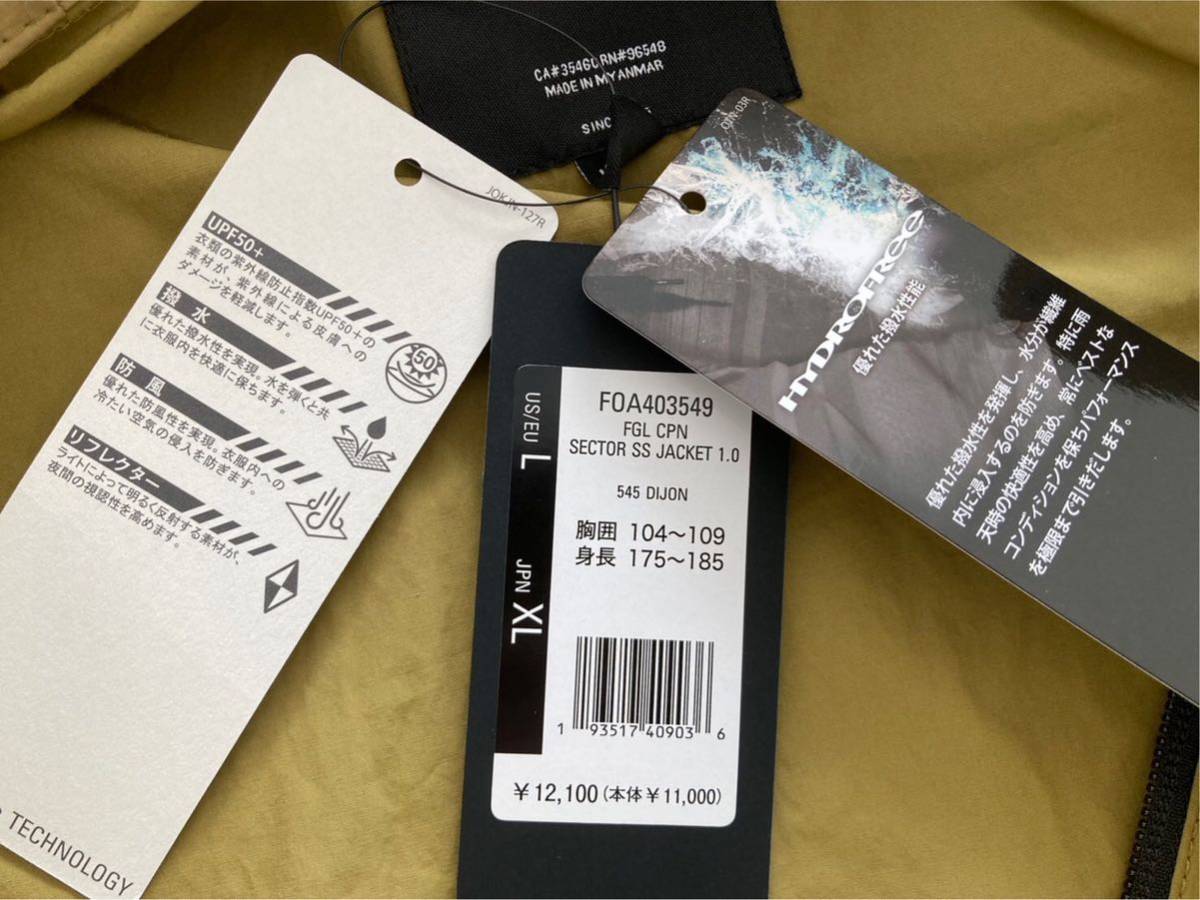 CA#35460 RN#96548
MADE IN MYANMAR
JOKIN-127R
UPF50+
衣類の紫外線防止指数UPF50+の
素材が、紫外線による皮膚への
ダメージを軽減します。
50
撥水
優れた撥水性を実現。水を弾くと共
に衣服内を快適に保ちます。
防風
優れた防風性を実現。衣服内への
冷たい空気の侵入を防ぎます。
リフレクター
ライトによって明るく反射する素材が、
夜間の視認性を高めます。
TECHNOLOGY
US/EU L
JPN XL
FOA403549
FGL CPN
SECTOR SS JACKET 1.0
545 DIJON
胸囲 104〜109
身長 175〜185
1 93517 40903 6
¥12,100(本体¥11,000)
HYDROFREE
優れた撥水性能
優れた撥水性を発揮し、水分が繊維
内に浸入するのを防ぎます。特に雨
天時の快適性を高め、常にベストな
コンディションを保ちパフォーマンス
を極限まで引きだします。